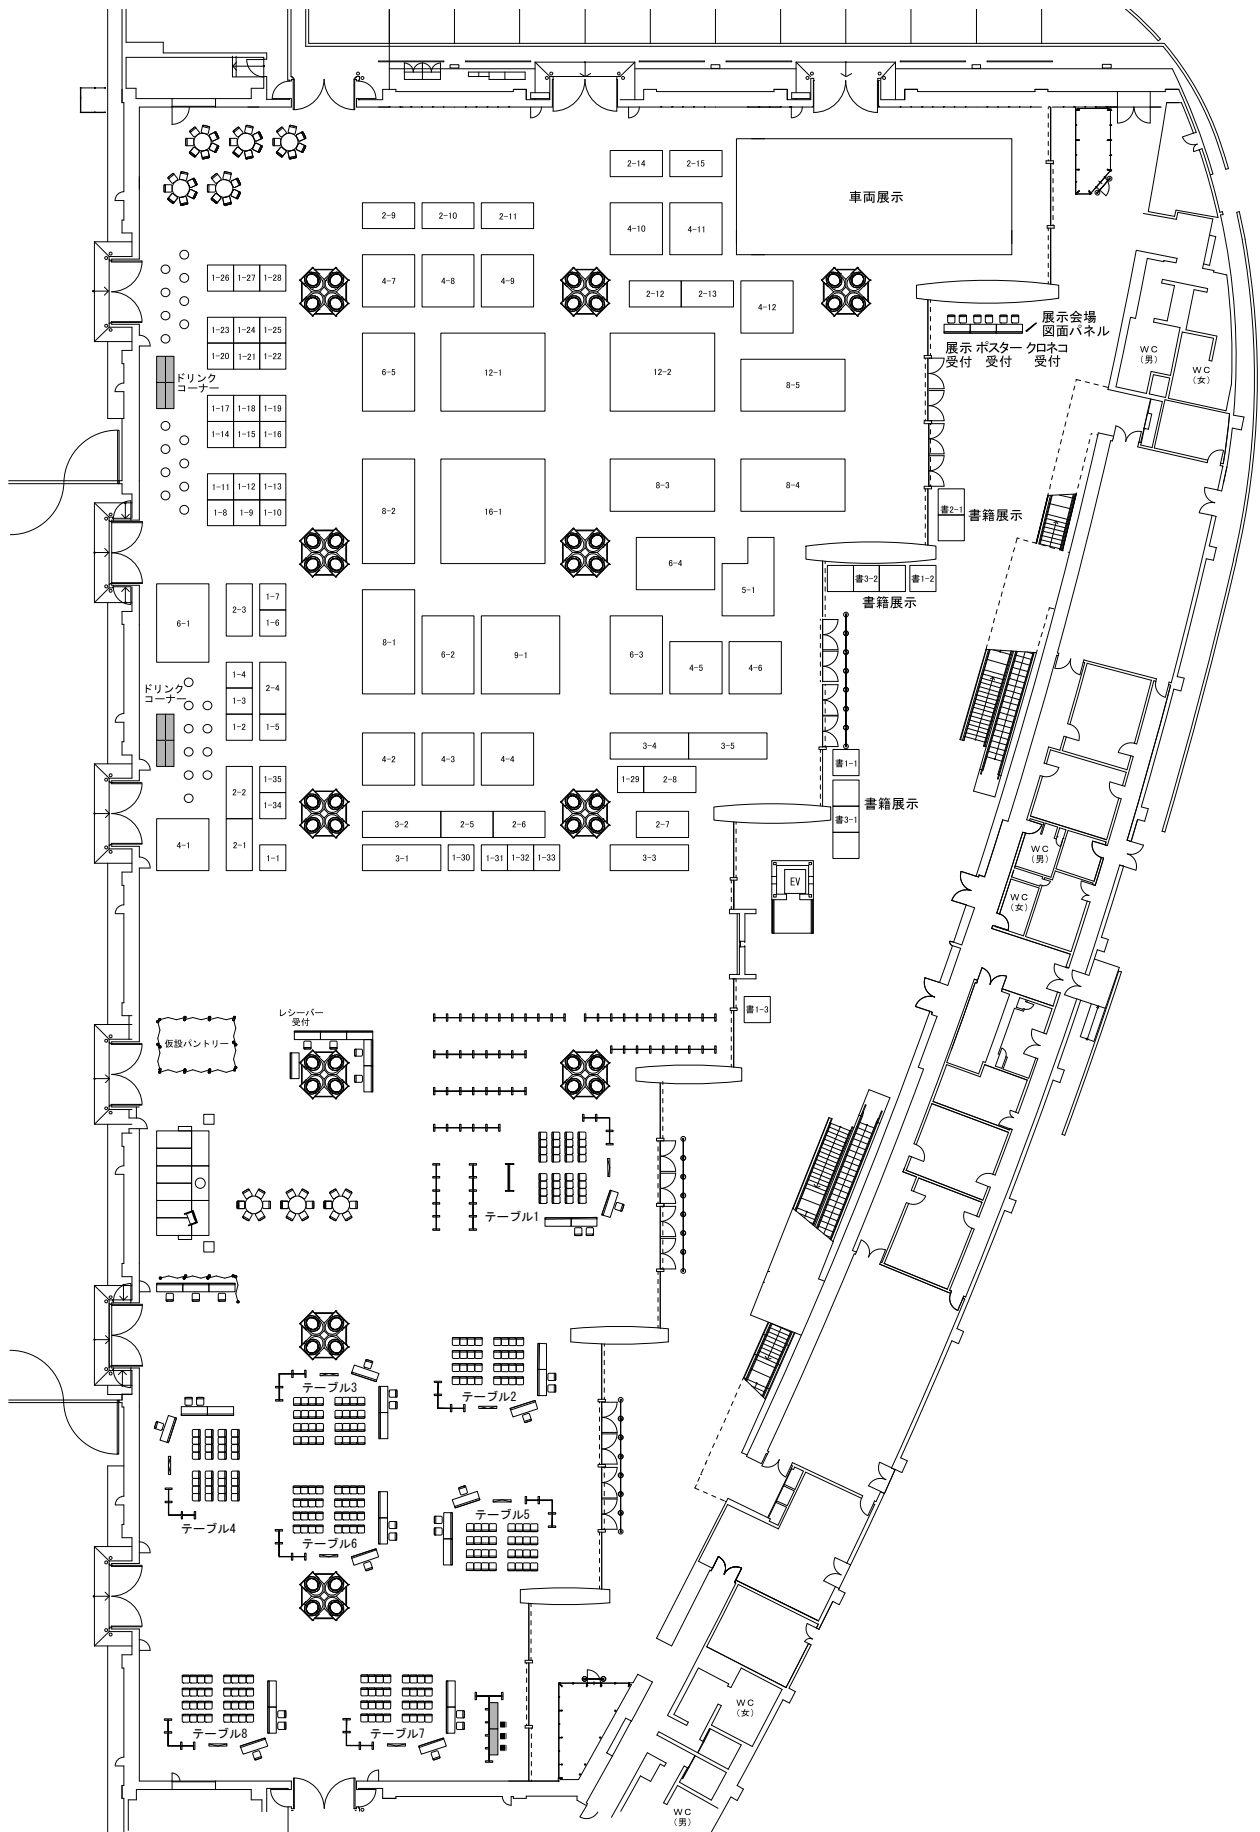 2-14 2-15
車両展示
2-9 2-10 2-11
4-10 4-11
4-7 4-8 4-9
1-26 1-27 1-28
2-12 2-13
4-12
展示会場
図面パネル
1-23 1-24 1-25
展示 ポスター クロネコ
受付 受付 受付
1-20 1-21 1-22
6-5 12-1 12-2
8-5
ドリンク
コーナー
WC
(男)
WC
(女)
1-17 1-18 1-19
1-14 1-15 1-16
1-11 1-12 1-13
8-3 8-4
1-8 1-9 1-10
8-2 16-1
書2-1 書籍展示
6-4
5-1
書3-2 書1-2
書籍展示
6-1 2-3 1-7
1-6
8-1 6-2 9-1 6-3
4-5 4-6
1-4
2-4
1-3
1-2 1-5
ドリンク
コーナー
3-4 3-5
4-2 4-3 4-4
書1-1
1-29 2-8
2-2 1-35
1-34
書籍展示
書3-1
3-2 2-5 2-6 2-7
4-1 2-1 1-1
3-1 1-30 1-31 1-32 1-33 3-3
WC
(男)
EV
WC
(女)
書1-3
レシーバー
受付
仮設パントリー
テーブル1
テーブル3
テーブル2
テーブル4
テーブル5
テーブル6
テーブル8
テーブル7
WC
(女)
WC
(男)